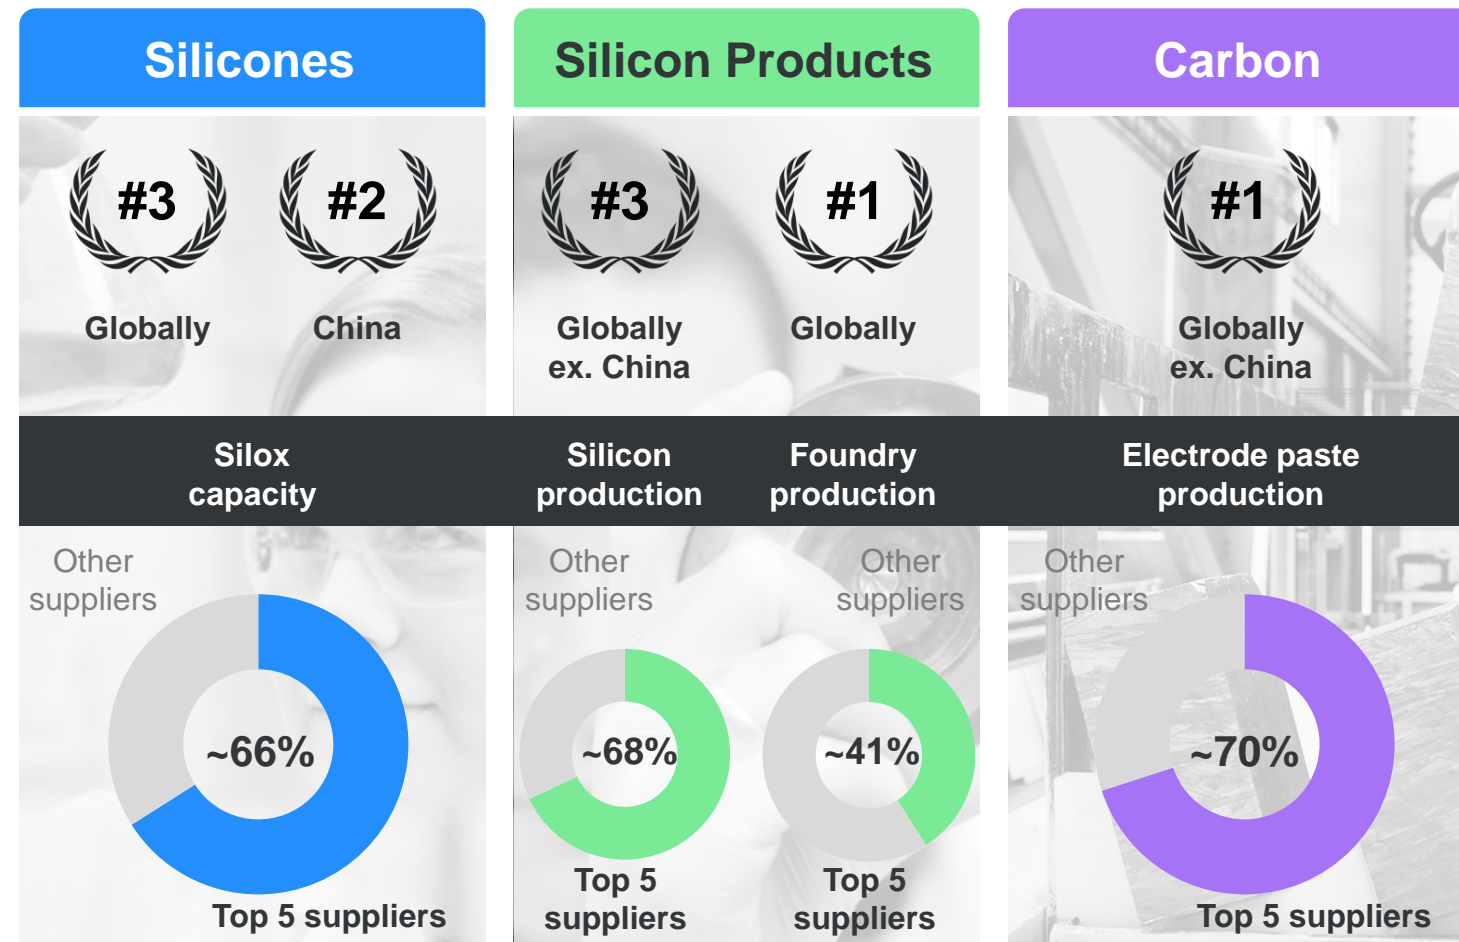 Silicones
#3
#2
Globally
China
Silox
capacity
Other
suppliers
~66%
Top 5 suppliers
Silicon Products
#3
#1
Globally
ex. China
Globally
Silicon
production
Foundry
production
Other
suppliers
Other
suppliers
~68%
~41%
Top 5
suppliers
Top 5
suppliers
Carbon
#1
Globally
ex. China
Electrode paste
production
Other
suppliers
~70%
Top 5 suppliers